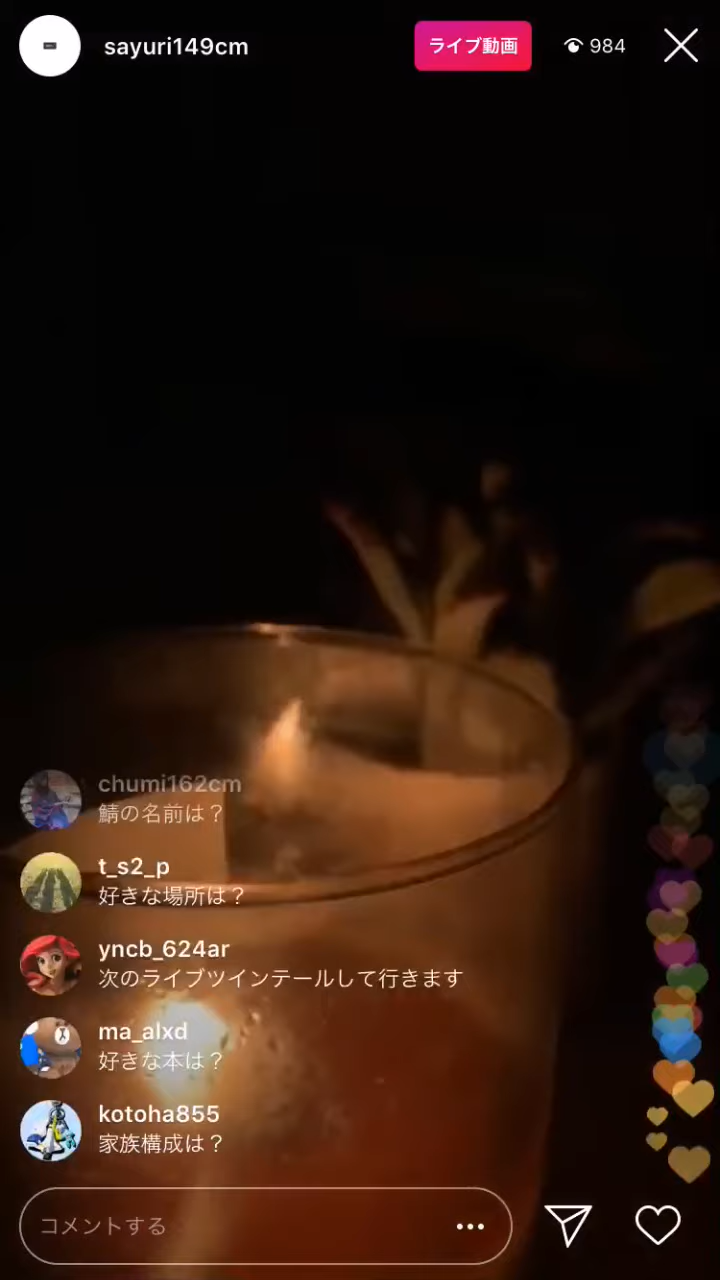 sayuri149cm
ライブ動画
984
chumi162cm
鯖の名前は？
t_s2_p
好きな場所は？
yncb_624ar
次のライブツインテールして行きます
ma_alxd
好きな本は？
kotoha855
家族構成は？
コメントする